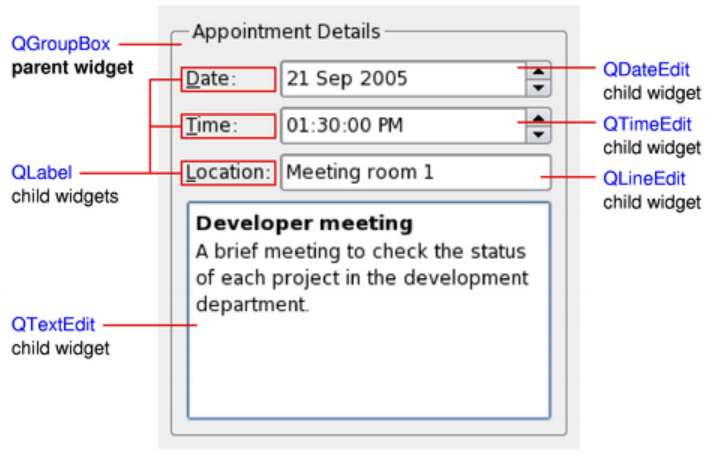 Appointment Details
QGroupBox
parent widget
Date:
21 Sep 2005
QDateEdit
child widget
Time:
01:30:00 PM
QTimeEdit
child widget
QLabel
child widgets
Location:
Meeting room 1
QLineEdit
child widget
Developer meeting
A brief meeting to check the status
of each project in the development
department.
QTextEdit
child widget